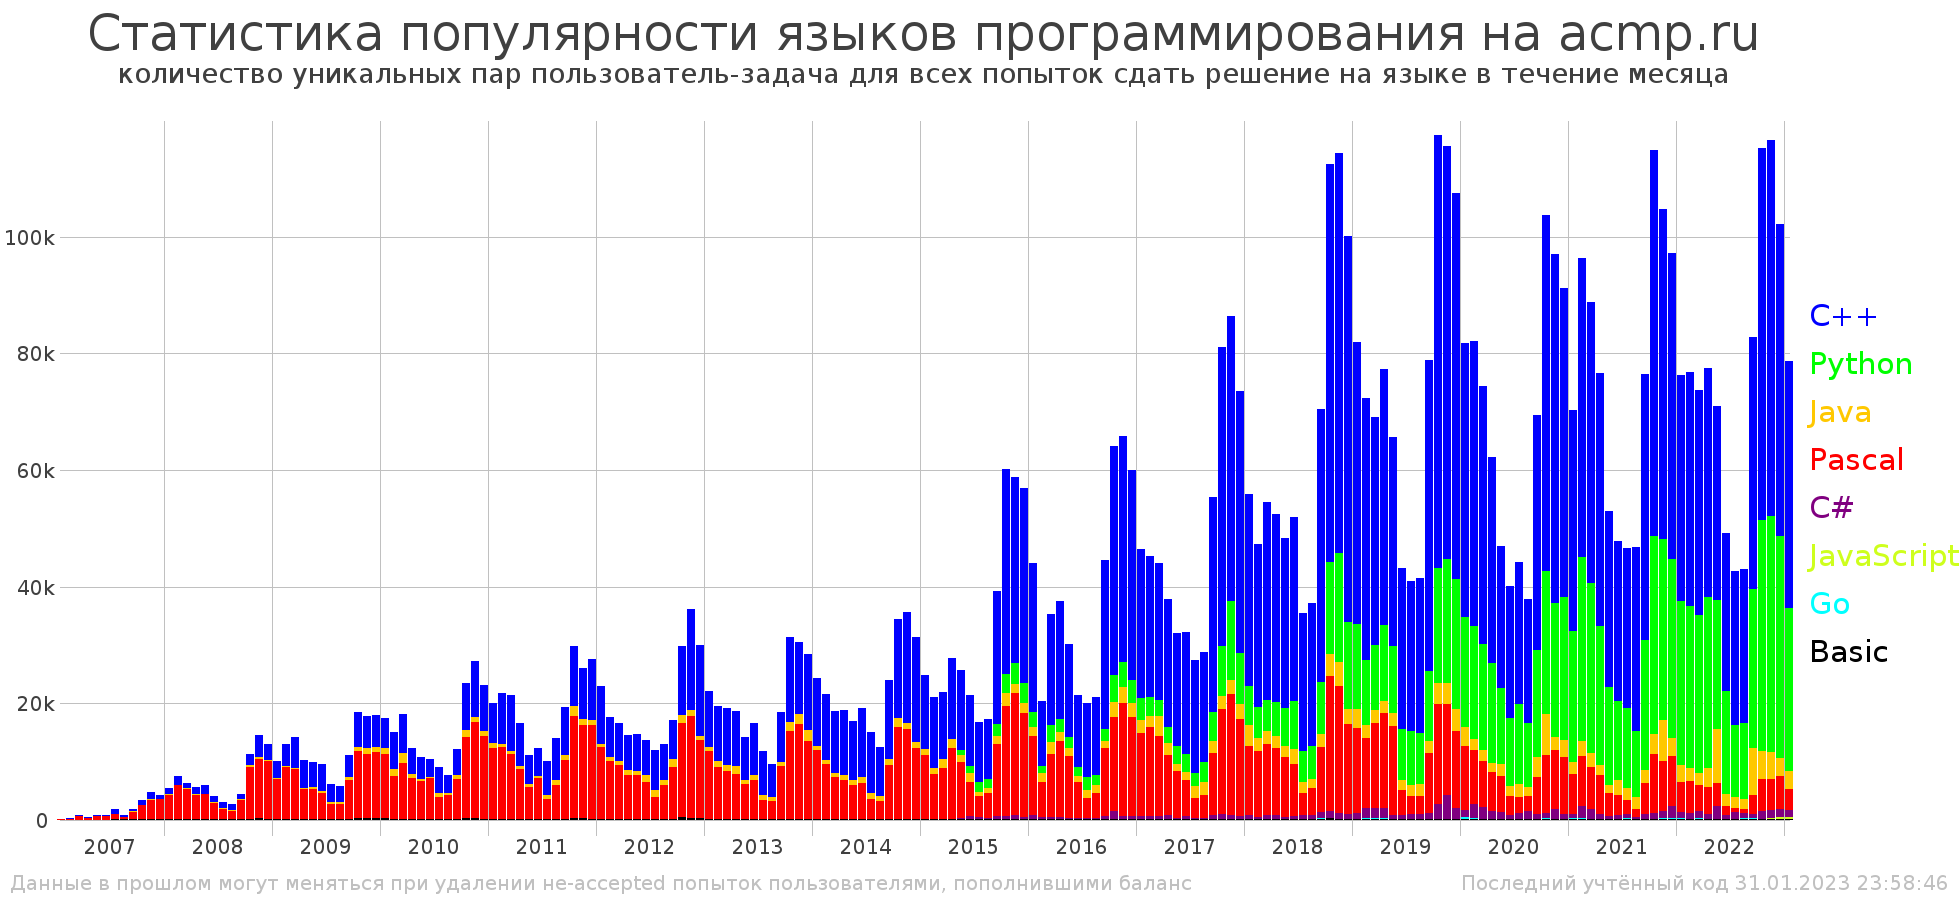 Статистика популярности языков программирования на acmp.ru
количество уникальных пар пользователь-задача для всех попыток сдать решение на языке в течение месяца
100k
80k
60k
40k
20k
0
C++
Python
Java
Pascal
C#
JavaScript
Go
Basic
2007 2008 2009 2010 2011 2012 2013 2014 2015 2016 2017 2018 2019 2020 2021 2022
Данные в прошлом могут меняться при удалении не-accepted попыток пользователями, пополнившими баланс
Последний учтённый код 31.01.2023 23:58:46